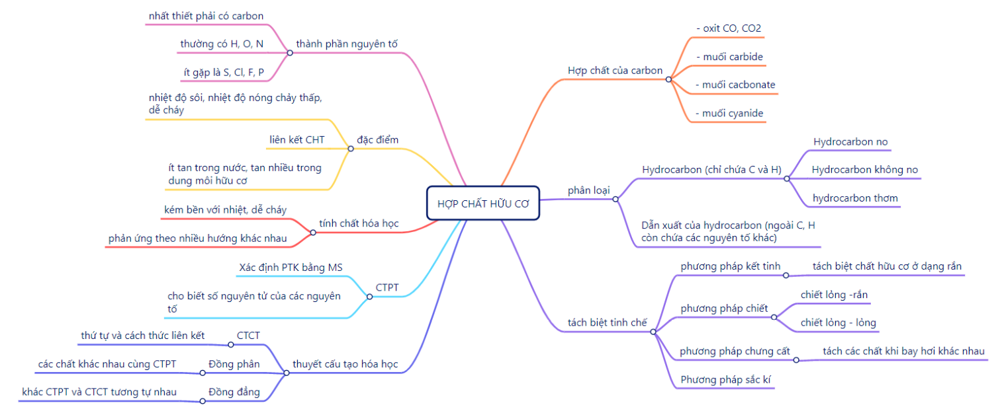 HỢP CHẤT HỮU CƠ
thành phần nguyên tố
nhất thiết phải có carbon
thường có H, O, N
ít gặp là S, Cl, F, P
đặc điểm
nhiệt độ sôi, nhiệt độ nóng chảy thấp,
dễ cháy
liên kết CHT
ít tan trong nước, tan nhiều trong
dung môi hữu cơ
tính chất hóa học
kém bền với nhiệt, dễ cháy
phản ứng theo nhiều hướng khác nhau
CTPT
Xác định PTK bằng MS
cho biết số nguyên tử của các nguyên
tố
thuyết cấu tạo hóa học
CTCT
thứ tự và cách thức liên kết
Đồng phân
các chất khác nhau cùng CTPT
Đồng đẳng
khác CTPT và CTCT tương tự nhau
Hợp chất của carbon
- oxit CO, CO2
- muối carbide
- muối cacbonate
- muối cyanide
phân loại
Hydrocarbon (chỉ chứa C và H)
Hydrocarbon no
Hydrocarbon không no
hydrocarbon thơm
Dẫn xuất của hydrocarbon (ngoài C, H
còn chứa các nguyên tố khác)
tách biệt tinh chế
phương pháp kết tinh
tách biệt chất hữu cơ ở dạng rắn
phương pháp chiết
chiết lỏng -rắn
chiết lỏng - lỏng
phương pháp chưng cất
tách các chất khi bay hơi khác nhau
Phương pháp sắc kí